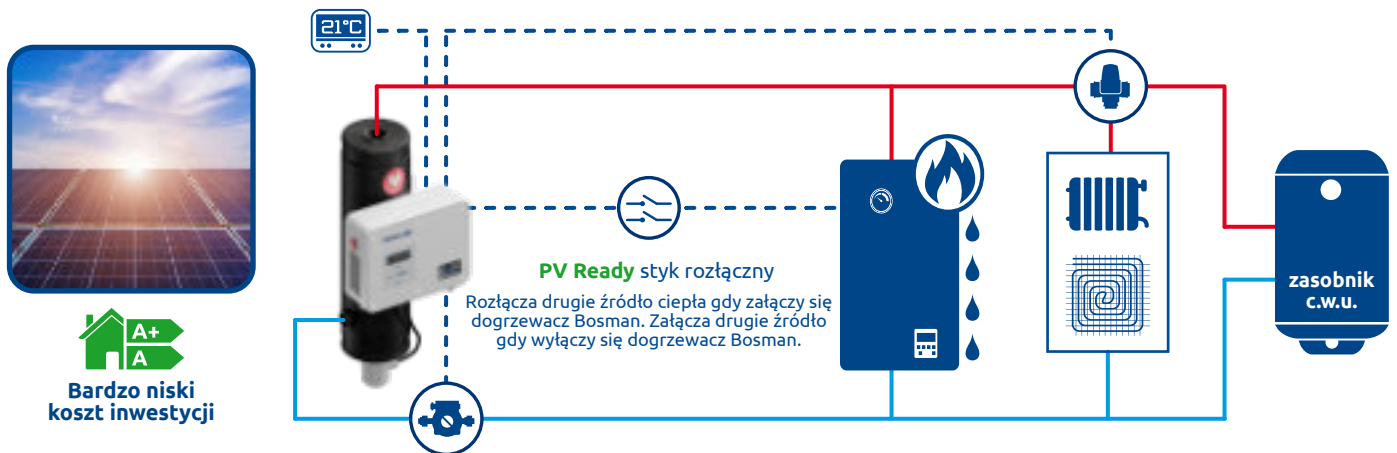 21°C
PV Ready styk rozłączny
Rozłącza drugie źródło ciepła gdy załączy się
dogrzewacz Bosman. Załącza drugie źródło
gdy wyłączy się dogrzewacz Bosman.
zasobnik
c.w.u.
A+
A
Bardzo niski
koszt inwestycji